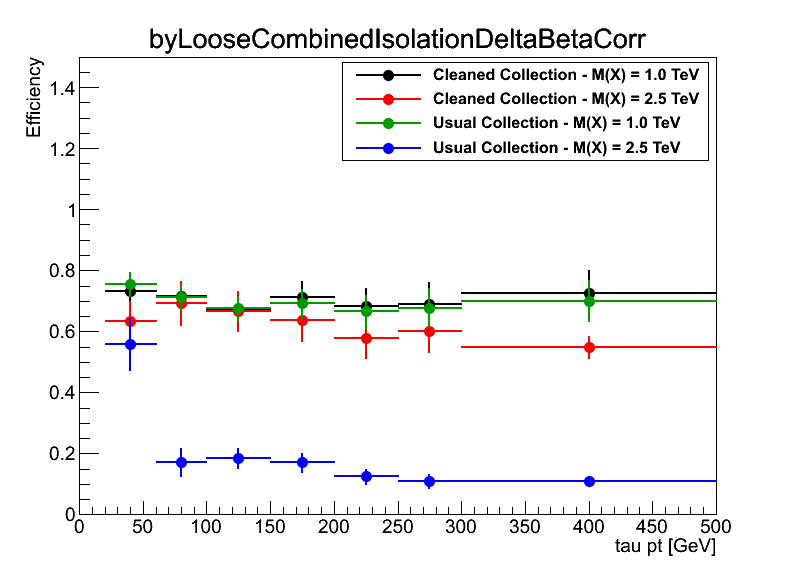 byLooseCombinedIsolationDeltaBetaCorr
Efficiency
Cleaned Collection - M(X) = 1.0 TeV
Cleaned Collection - M(X) = 2.5 TeV
Usual Collection - M(X) = 1.0 TeV
Usual Collection - M(X) = 2.5 TeV
1.4
1.2
1
0.8
0.6
0.4
0.2
0
0 50 100 150 200 250 300 350 400 450 500
tau pt [GeV]